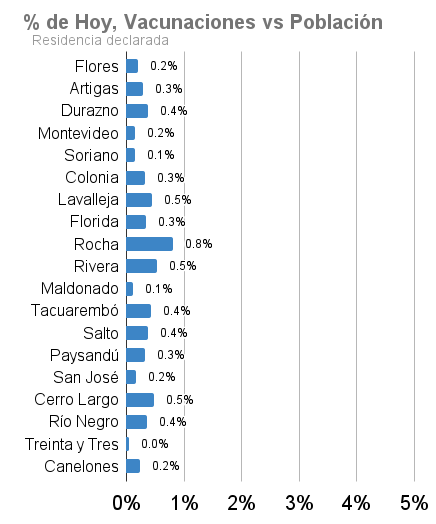 % de Hoy, Vacunaciones vs Población
Residencia declarada
Flores 0.2%
Artigas 0.3%
Durazno 0.4%
Montevideo 0.2%
Soriano 0.1%
Colonia 0.3%
Lavalleja 0.5%
Florida 0.3%
Rocha 0.8%
Rivera 0.5%
Maldonado 0.1%
Tacuarembó 0.4%
Salto 0.4%
Paysandú 0.3%
San José 0.2%
Cerro Largo 0.5%
Río Negro 0.4%
Treinta y Tres 0.0%
Canelones 0.2%
0% 1% 2% 3% 4% 5%